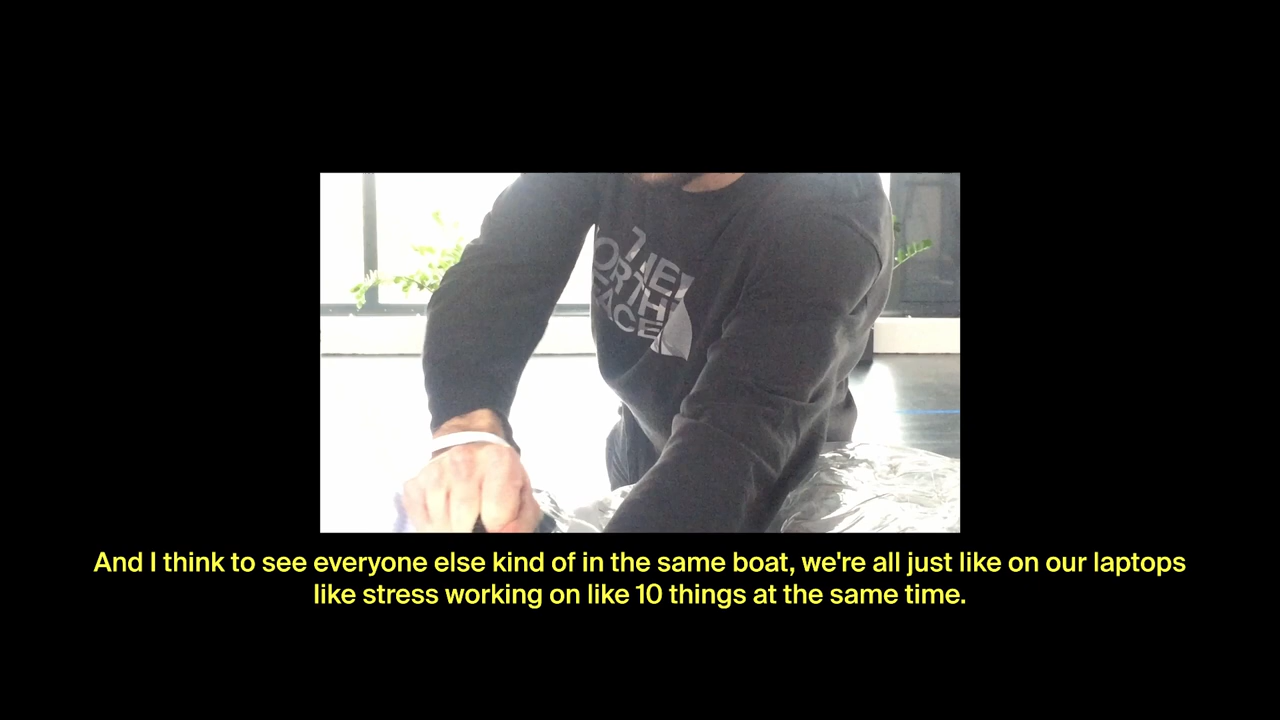 THE
ORTH
FACE
And I think to see everyone else kind of in the same boat, we're all just like on our laptops
like stress working on like 10 things at the same time.